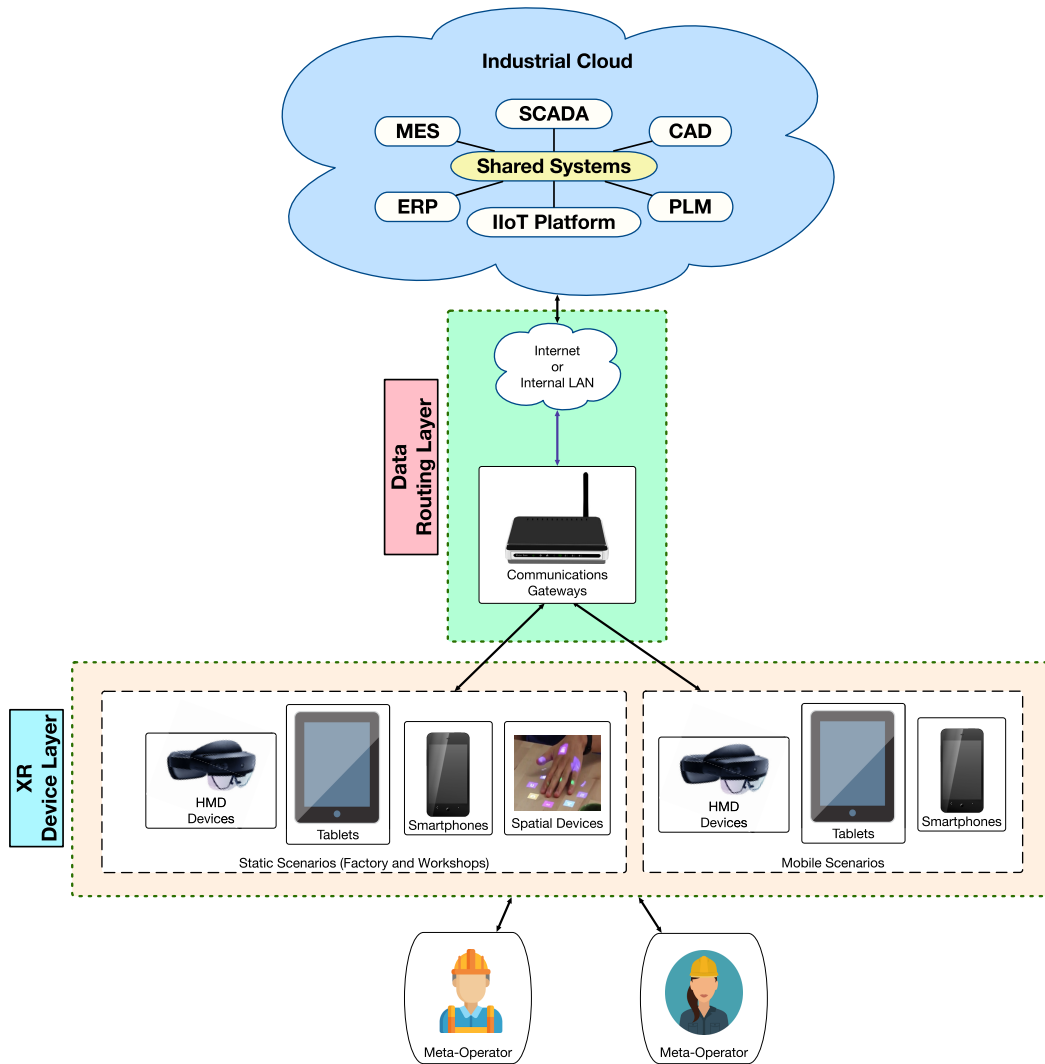 Industrial Cloud
SCADA
MES
CAD
Shared Systems
ERP
PLM
IIoT Platform
Internet
or
Internal LAN
Data
Routing Layer
Communications
Gateways
XR
Device Layer
HMD
Devices
Tablets
Smartphones
Spatial Devices
Static Scenarios (Factory and Workshops)
HMD
Devices
Tablets
Smartphones
Mobile Scenarios
Meta-Operator
Meta-Operator